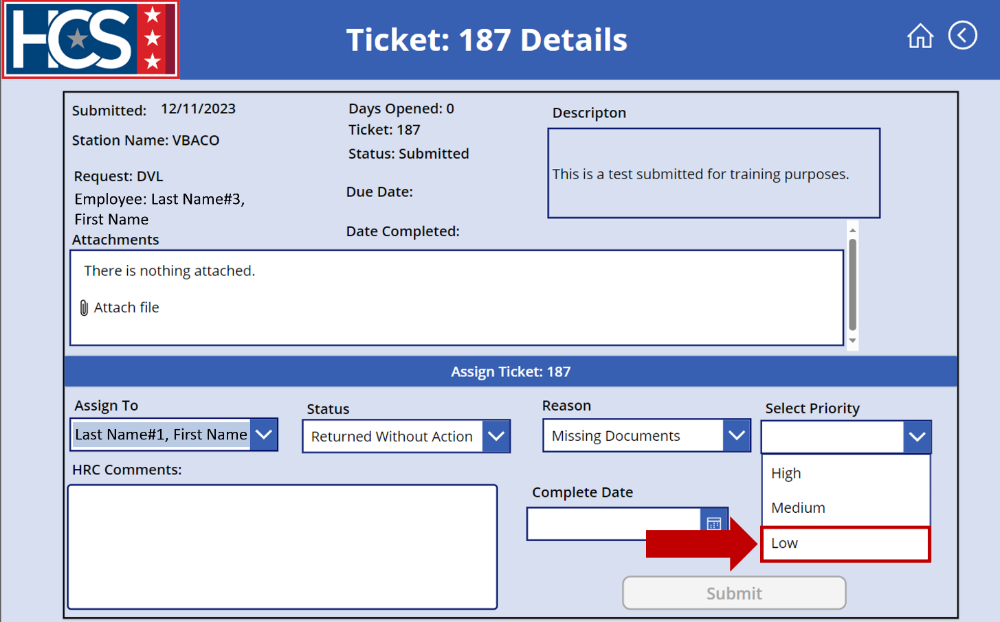 HCS
Ticket: 187 Details
Submitted: 12/11/2023
Station Name: VBACO
Request: DVL
Employee: Last Name#3,
First Name
Days Opened: 0
Ticket: 187
Status: Submitted
Due Date:
Date Completed:
Descripton
This is a test submitted for training purposes.
Attachments
There is nothing attached.
Attach file
Assign Ticket: 187
Assign To
Last Name#1, First Name
Status
Returned Without Action
Reason
Missing Documents
Select Priority
High
Medium
Low
HRC Comments:
Complete Date
Submit